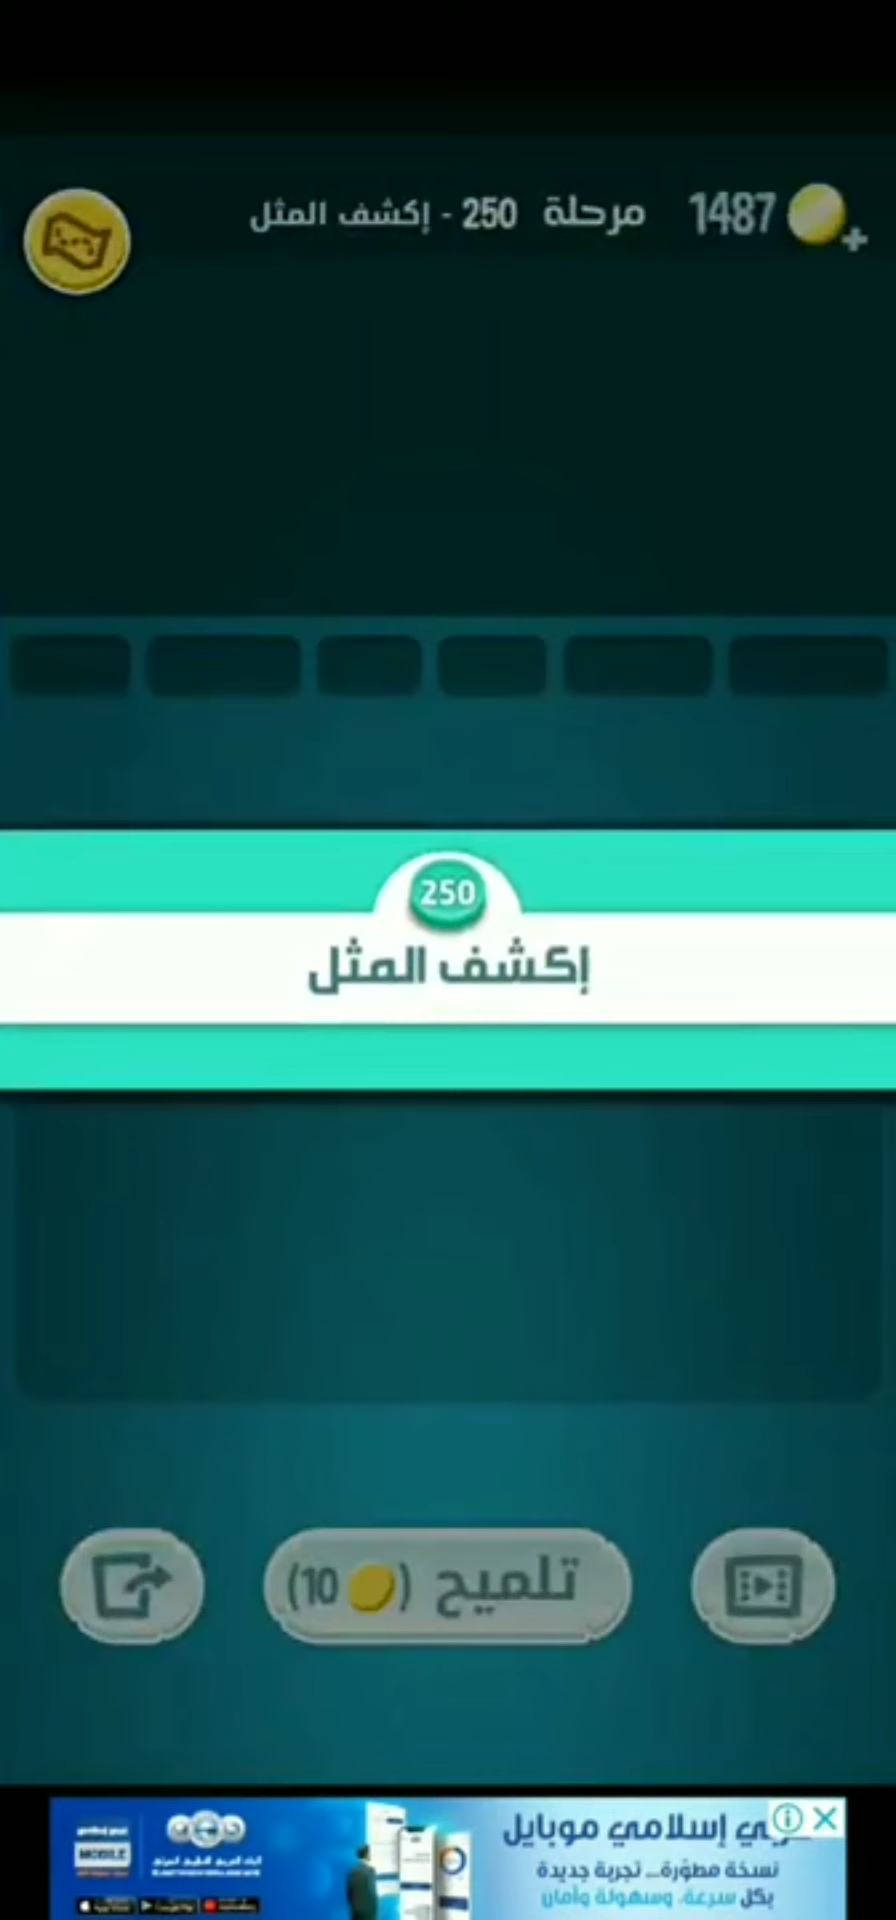 1487 مرحلة 250 - إكشف المثل
250
إكشف المثل
تلميح (10)
إسلامي موبايل
نسخة مطوّرة... تجربة جديدة
بكل سرعة، وسهولة وأمان
MOBILE